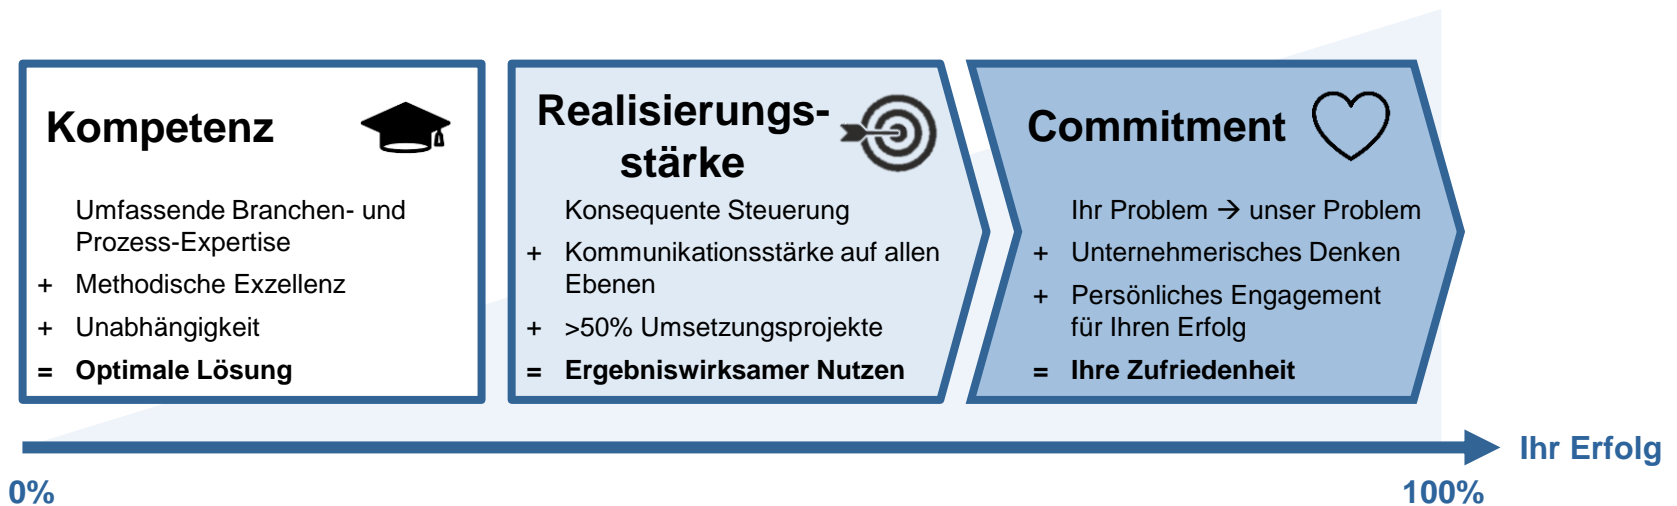 Kompetenz
Umfassende Branchen- und
Prozess-Expertise
+ Methodische Exzellenz
+ Unabhängigkeit
= Optimale Lösung
Realisierungs-
stärke
Konsequente Steuerung
+ Kommunikationsstärke auf allen
Ebenen
+ >50% Umsetzungsprojekte
= Ergebniswirksamer Nutzen
Commitment
Ihr Problem → unser Problem
+ Unternehmerisches Denken
+ Persönliches Engagement
für Ihren Erfolg
= Ihre Zufriedenheit
Ihr Erfolg
0%
100%